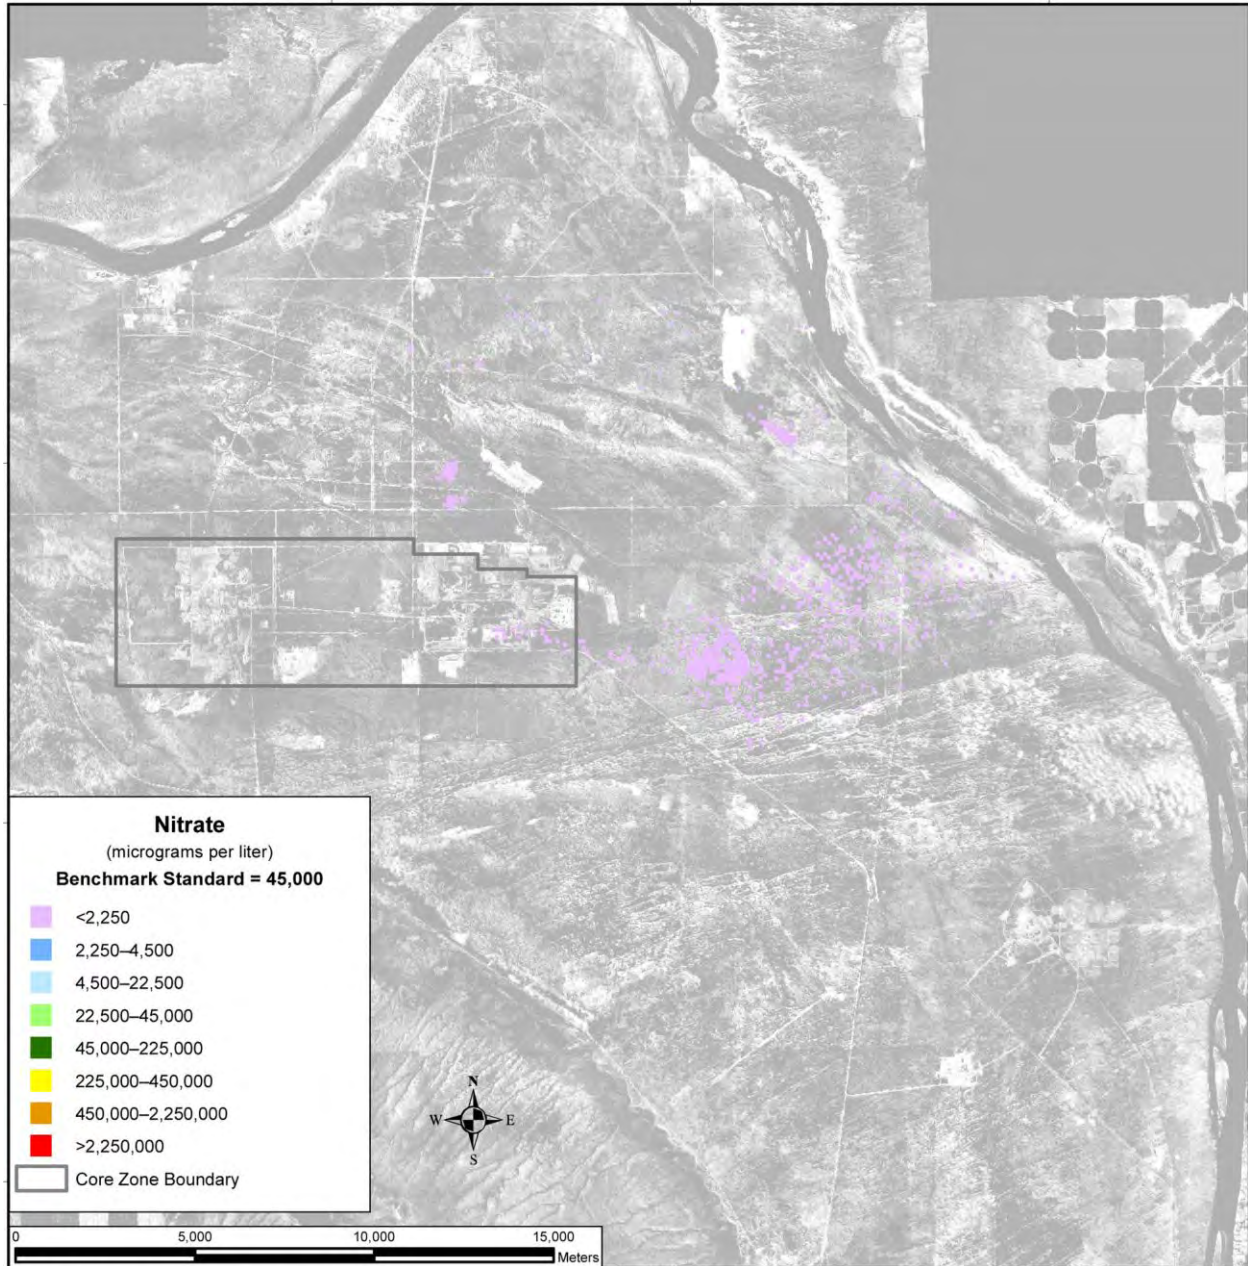 Nitrate
(micrograms per liter)
Benchmark Standard = 45,000
<2,250
2,250–4,500
4,500–22,500
22,500–45,000
45,000–225,000
225,000–450,000
450,000–2,250,000
>2,250,000
Core Zone Boundary
N
W E
S
0 5,000 10,000 15,000
Meters